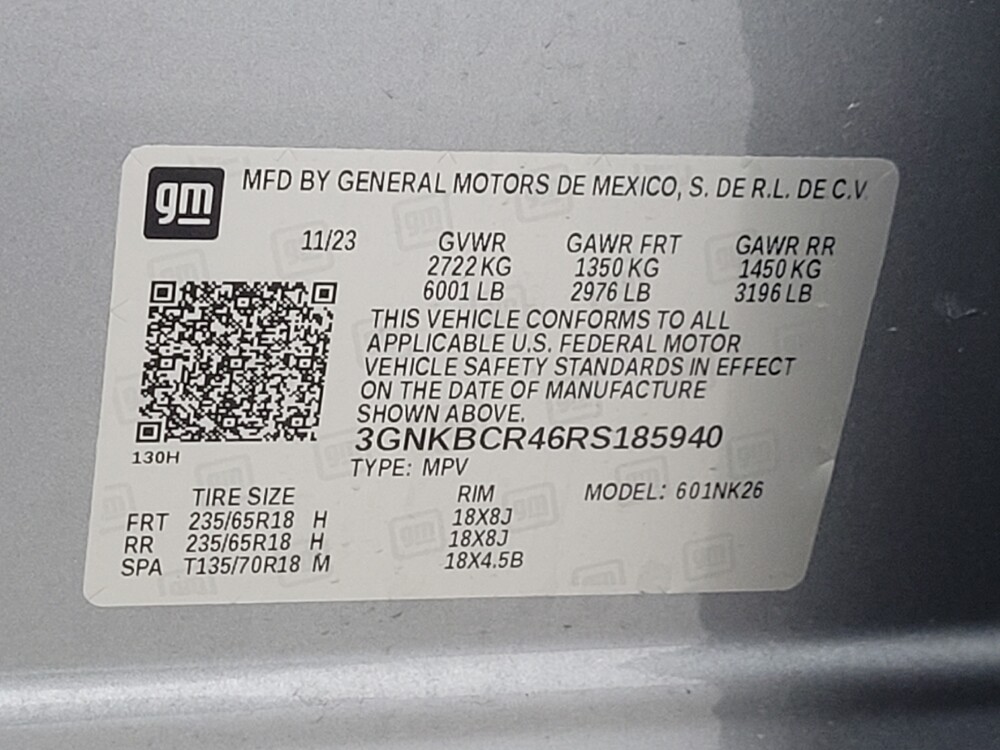 gm MFD BY GENERAL MOTORS DE MEXICO, S. DE R.L. DE C.V.
11/23 GVWR GAWR FRT GAWR RR
2722 KG 1350 KG 1450 KG
6001 LB 2976 LB 3196 LB
THIS VEHICLE CONFORMS TO ALL
APPLICABLE U.S. FEDERAL MOTOR
VEHICLE SAFETY STANDARDS IN EFFECT
ON THE DATE OF MANUFACTURE
SHOWN ABOVE.
3GNKBCR46RS185940
130H
TYPE: MPV
TIRE SIZE RIM MODEL: 601NK26
FRT 235/65R18 H 18X8J
RR 235/65R18 H 18X8J
SPA T135/70R18 M 18X4.5B